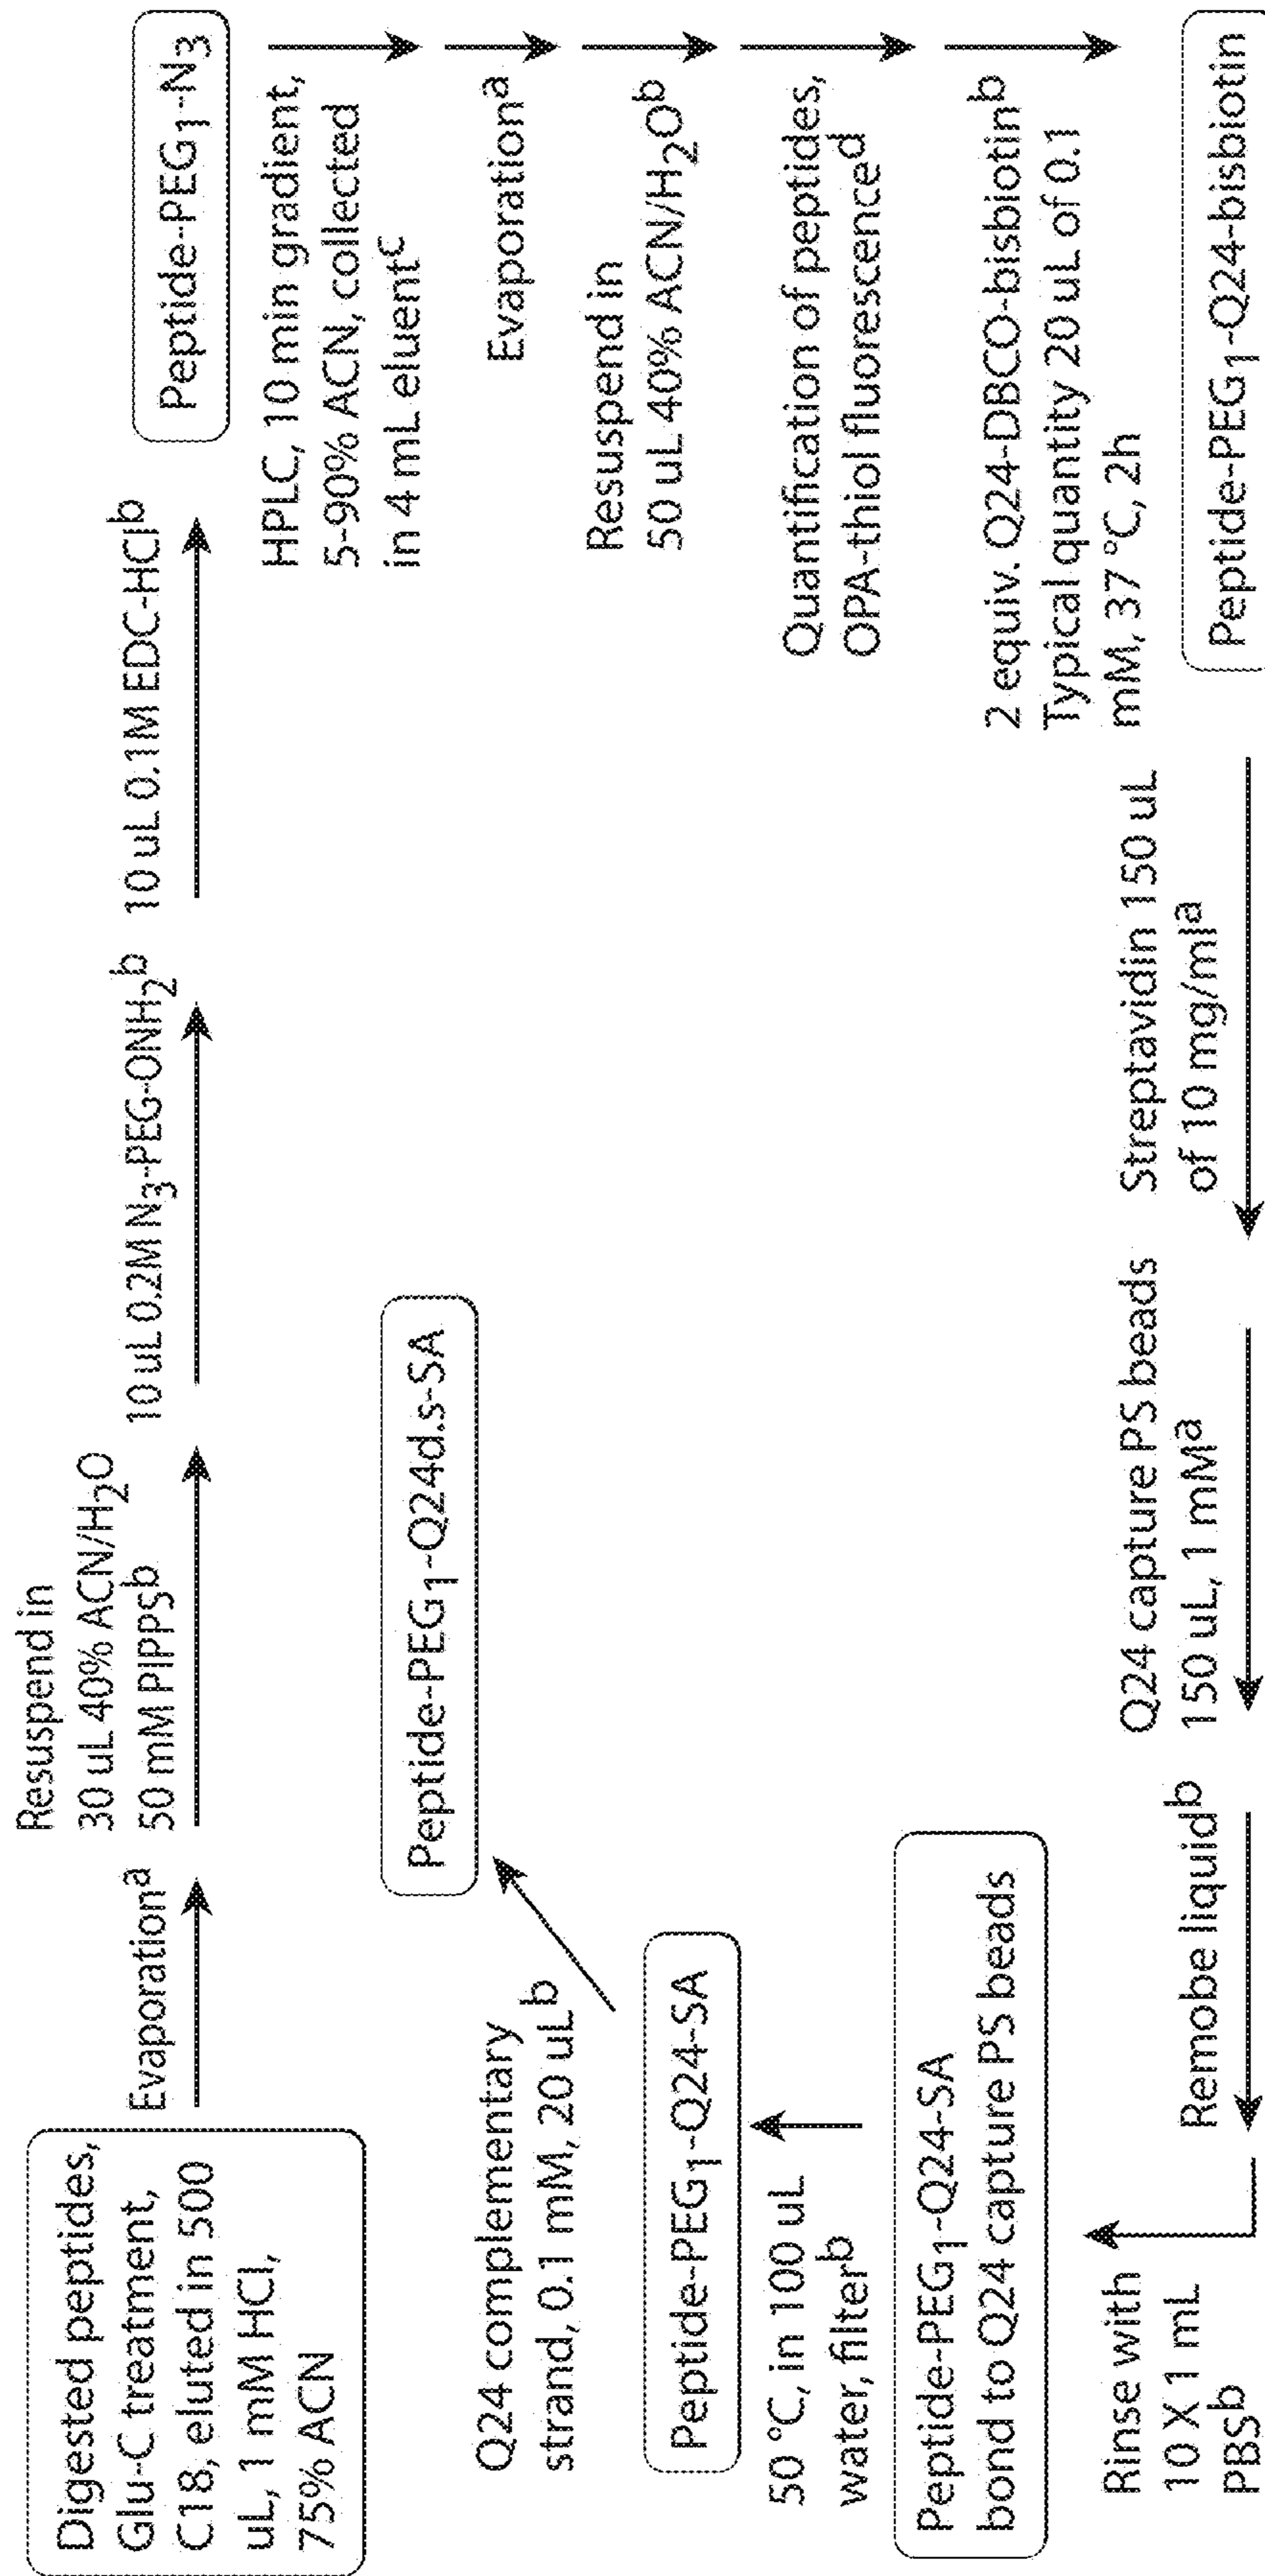 Digested peptides,
Glu-C treatment,
C18, eluted in 500
uL, 1 mM HCl,
75% ACN
Evaporationᵃ
Resuspend in
30 uL 40% ACN/H₂O
50 mM PIPPSᵇ
10 uL 0.2M N₃-PEG-ONH₂ᵇ
10 uL 0.1M EDC-HClᵇ
Peptide-PEG₁-N₃
HPLC, 10 min gradient,
5-90% ACN, collected
in 4 mL eluentᶜ
Evaporationᵃ
Resuspend in
50 uL 40% ACN/H₂Oᵇ
Quantification of peptides,
OPA-thiol fluorescenceᵈ
2 equiv. Q24-DBCO-bisbiotinᵇ
Typical quantity 20 uL of 0.1
mM, 37 °C, 2h
Peptide-PEG₁-Q24-bisbiotin
Streptavidin 150 uL
of 10 mg/mlᵃ
Q24 capture PS beads
150 uL, 1 mMᵃ
Remobe liquidᵇ
Rinse with
10 X 1 mL
PBSᵇ
Peptide-PEG₁-Q24-SA
bond to Q24 capture PS beads
50 °C, in 100 uL
water, filterᵇ
Peptide-PEG₁-Q24-SA
Q24 complementary
strand, 0.1 mM, 20 uLᵇ
Peptide-PEG₁-Q24d.s-SA